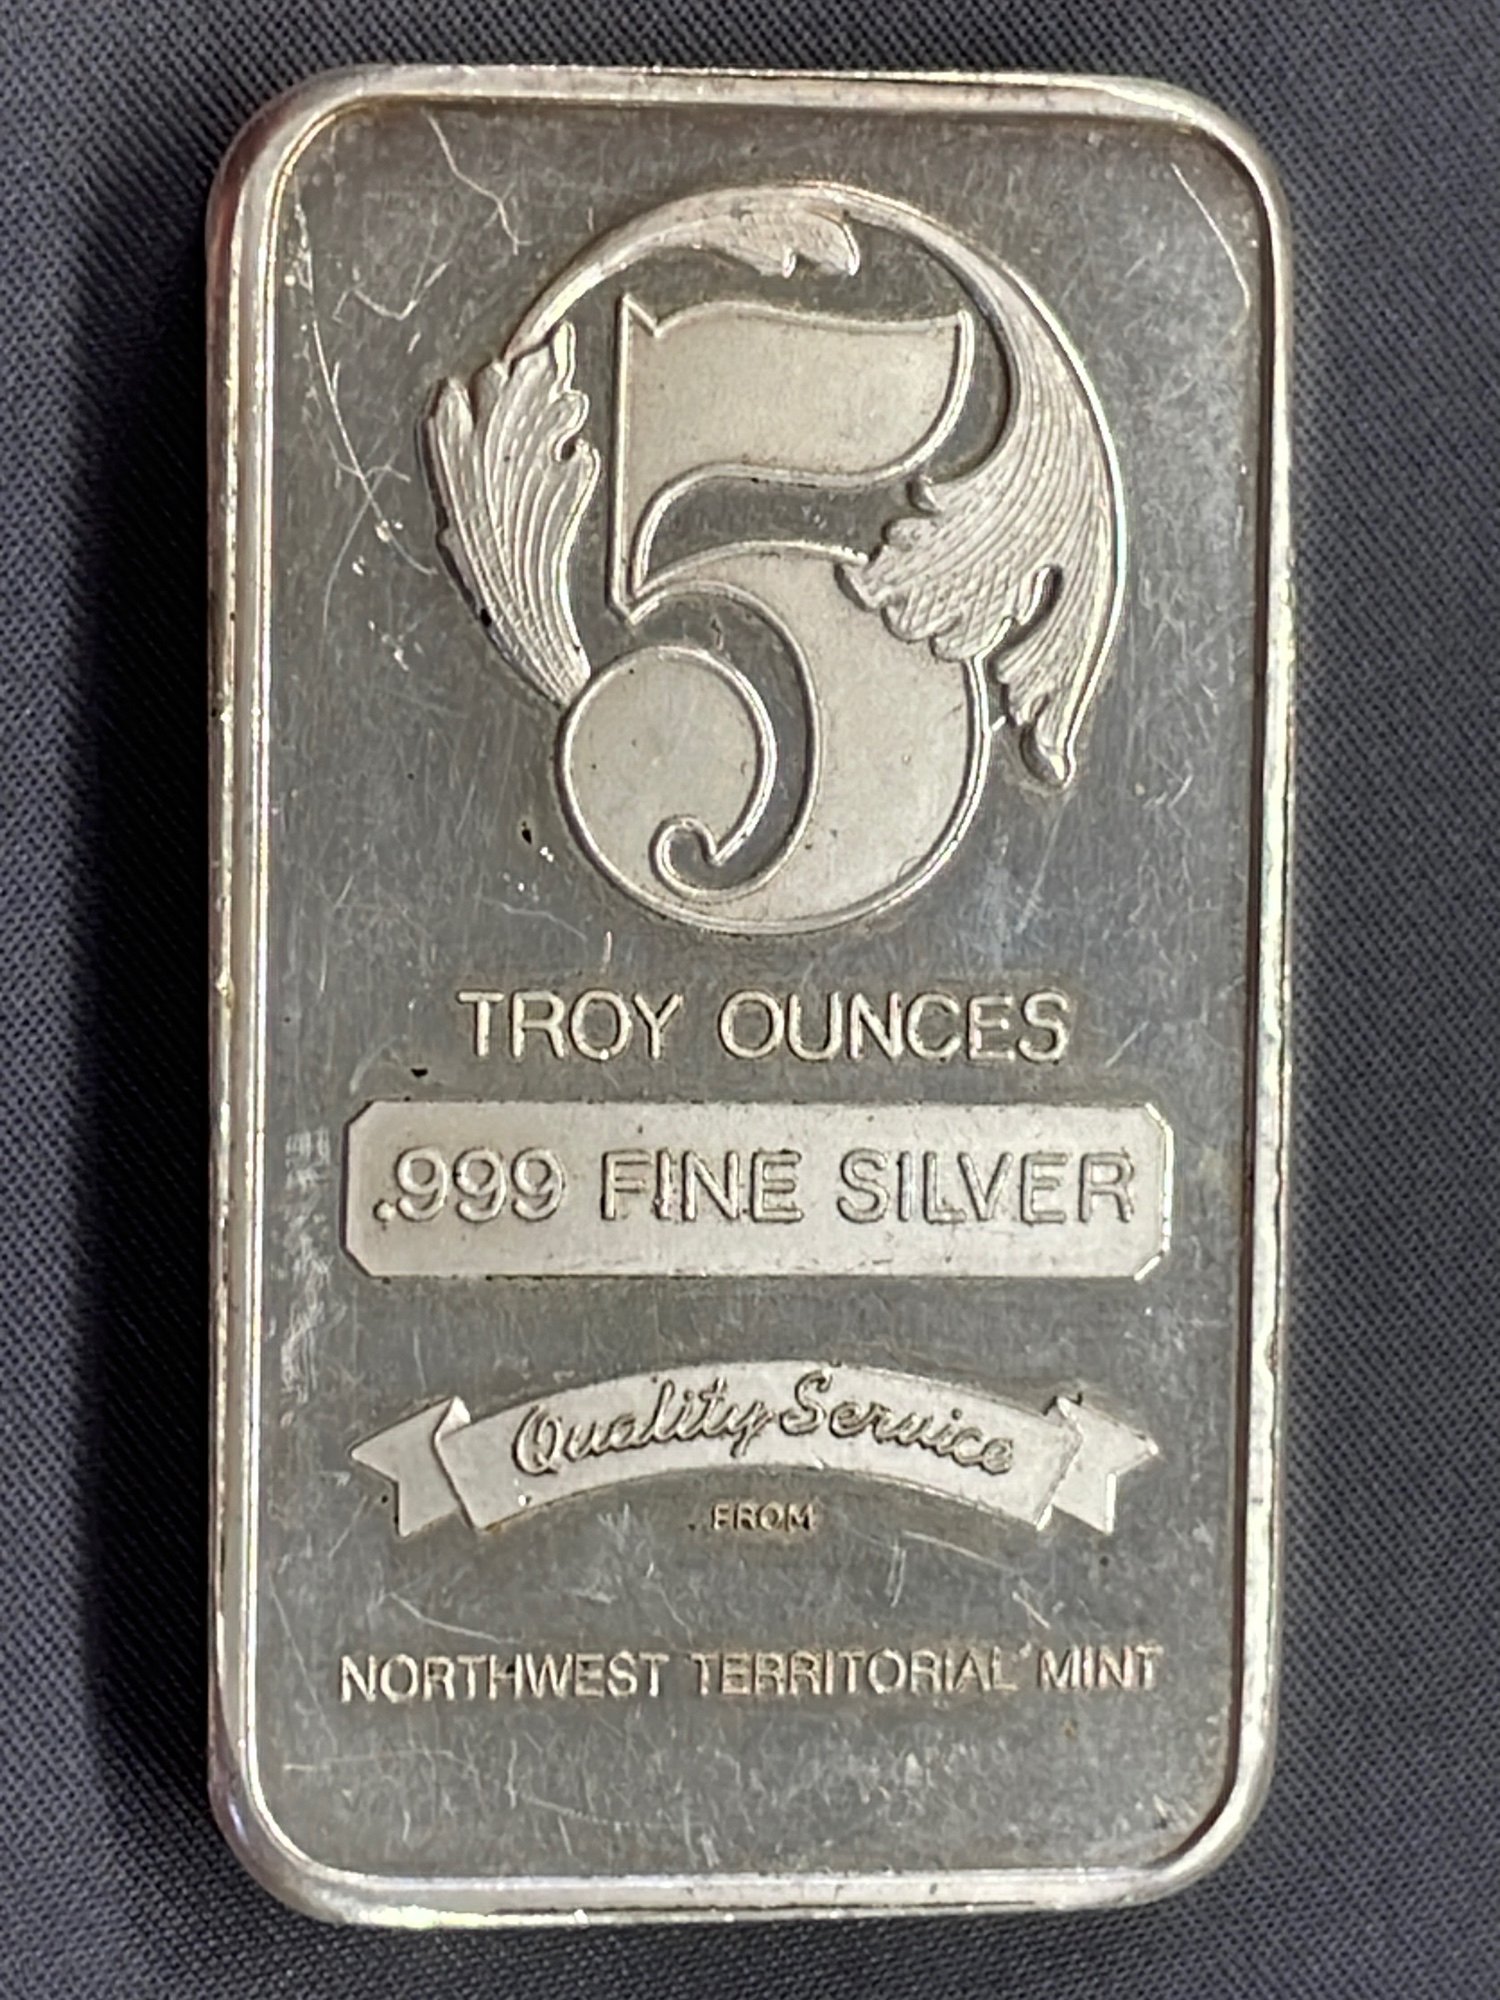 5
TROY OUNCES
.999 FINE SILVER
Quality Service
FROM
NORTHWEST TERRITORIAL MINT